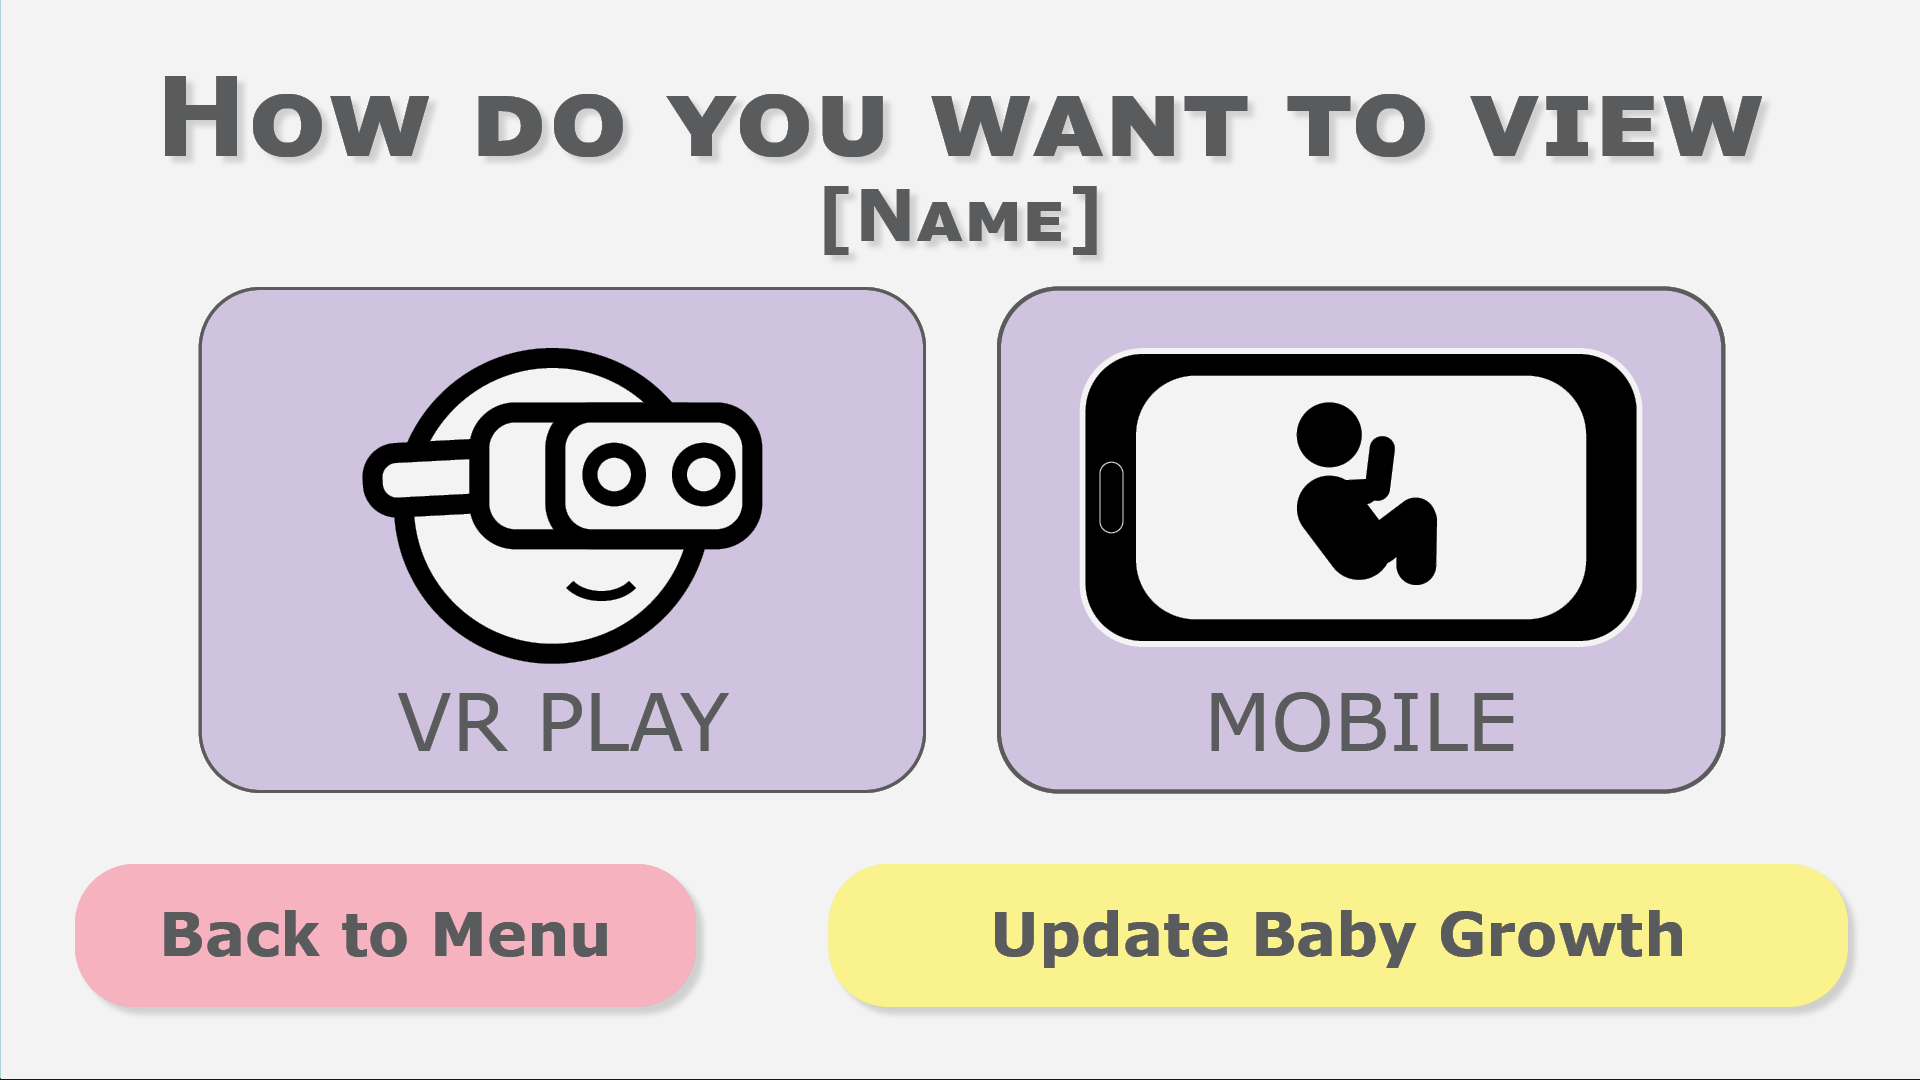 How do you want to view
[Name]
VR PLAY
MOBILE
Back to Menu
Update Baby Growth